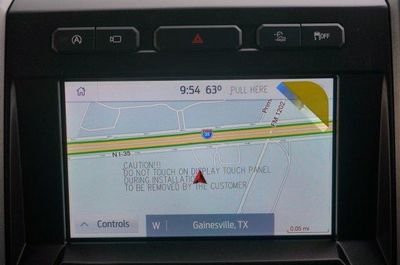 OFF
9:54 63° PULL HERE
FM 1202
35
N I-35
CAUTION!!!
DO NOT TOUCH ON DISPLAY TOUCH PANEL
DURING INSTALLATION
TO BE REMOVED BY THE CUSTOMER
Controls W Gainesville, TX
0.05 mi